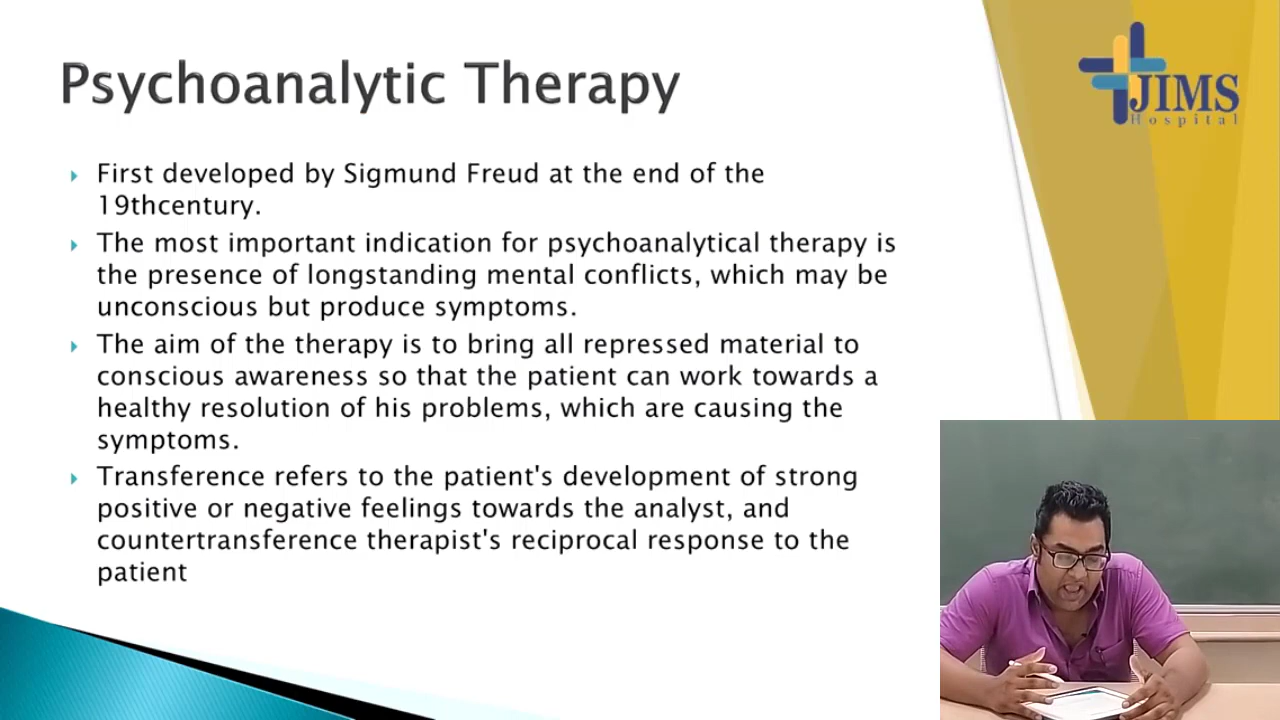 Psychoanalytic Therapy
JIMS
Hospital
First developed by Sigmund Freud at the end of the
19thcentury.
The most important indication for psychoanalytical therapy is
the presence of longstanding mental conflicts, which may be
unconscious but produce symptoms.
The aim of the therapy is to bring all repressed material to
conscious awareness so that the patient can work towards a
healthy resolution of his problems, which are causing the
symptoms.
Transference refers to the patient's development of strong
positive or negative feelings towards the analyst, and
countertransference therapist's reciprocal response to the
patient